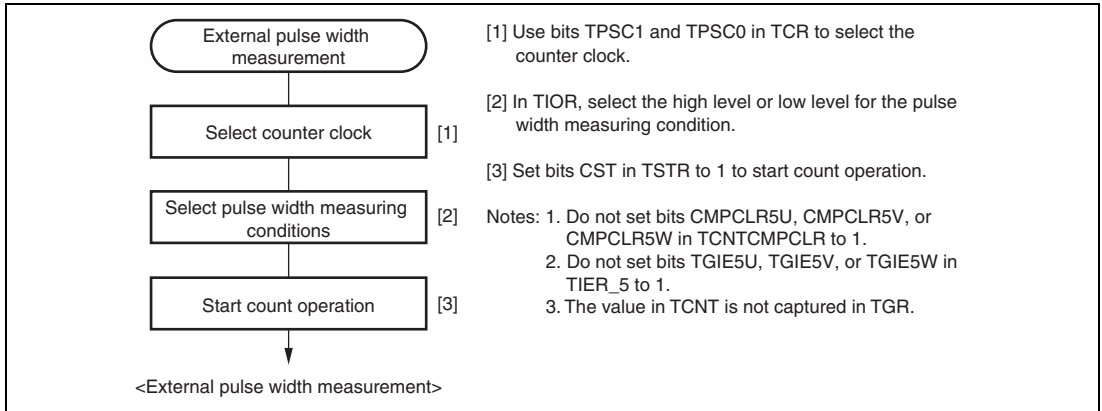 External pulse width
measurement
Select counter clock
[1]
Select pulse width measuring
conditions
[2]
Start count operation
[3]
<External pulse width measurement>
[1] Use bits TPSC1 and TPSC0 in TCR to select the
counter clock.
[2] In TIOR, select the high level or low level for the pulse
width measuring condition.
[3] Set bits CST in TSTR to 1 to start count operation.
Notes: 1. Do not set bits CMPCLR5U, CMPCLR5V, or
CMPCLR5W in TCNTCMPCLR to 1.
2. Do not set bits TGIE5U, TGIE5V, or TGIE5W in
TIER_5 to 1.
3. The value in TCNT is not captured in TGR.